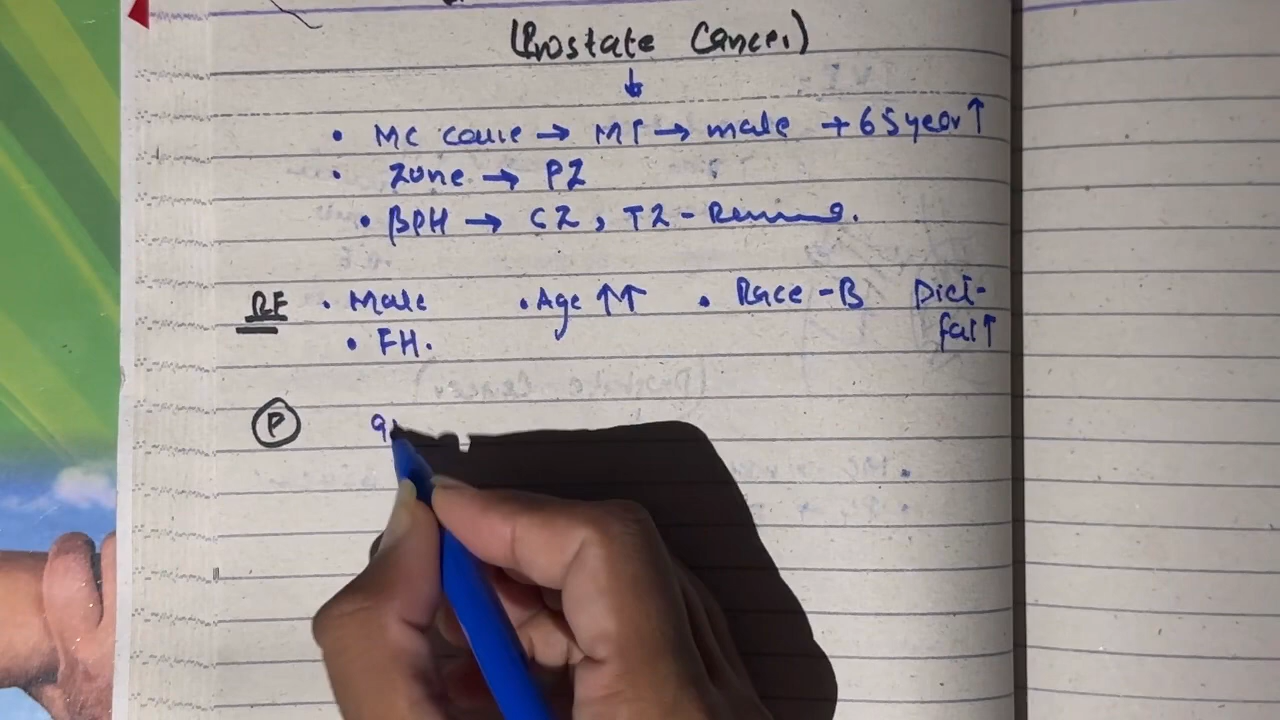 (Prostate Cancer)
↓
• MC cause → MT → male + 65 year ↑
• Zone → PZ
• BPH → CZ, TZ -
RF • Male • Age ↑↑ • Race - B Diet-
• FH. fat ↑
(P)